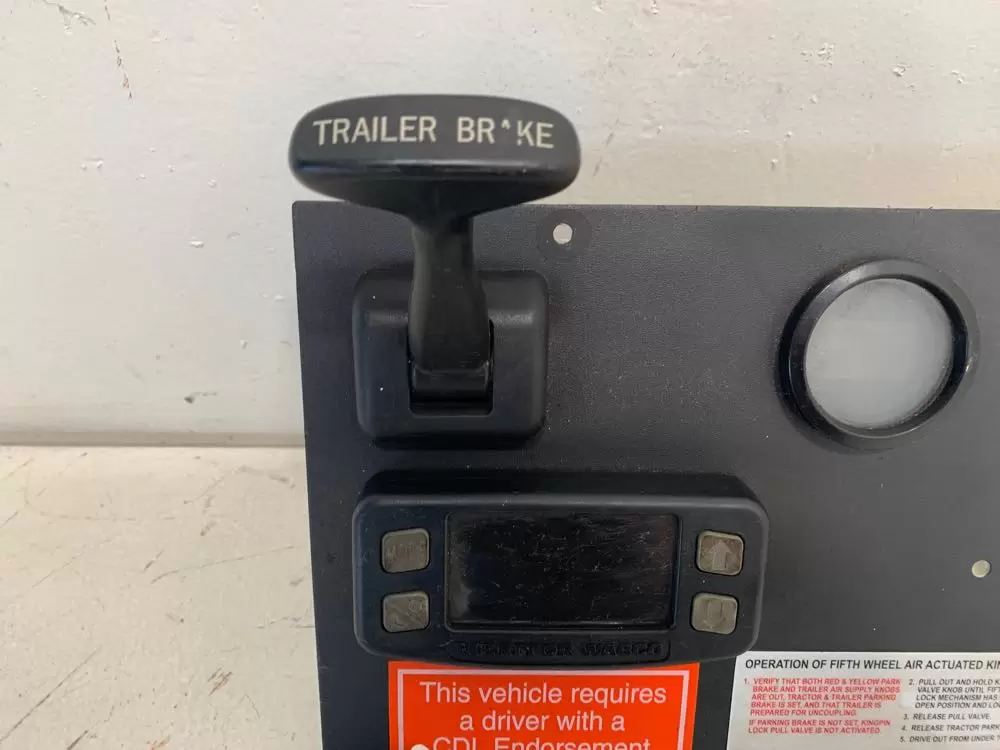 TRAILER BRAKE
This vehicle requires
a driver with a
CDL Endorsement
OPERATION OF FIFTH WHEEL AIR ACTUATED KIN
1. VERIFY THAT BOTH RED & YELLOW PARK
BRAKE AND TRAILER AIR SUPPLY KNOBS
ARE OUT, TRACTOR & TRAILER PARKING
BRAKE IS SET, AND THAT TRAILER IS
PREPARED FOR UNCOUPLING.
IF PARKING BRAKE IS NOT SET, KINGPIN
LOCK PULL VALVE IS NOT ACTIVATED.
2. PULL OUT AND HOLD K
VALVE KNOB UNTIL FIFT
LOCK MECHANISM HAS
OPEN POSITION AND LO
3. RELEASE PULL VALVE.
4. RELEASE TRACTOR PARK
5. DRIVE OUT FROM UNDER